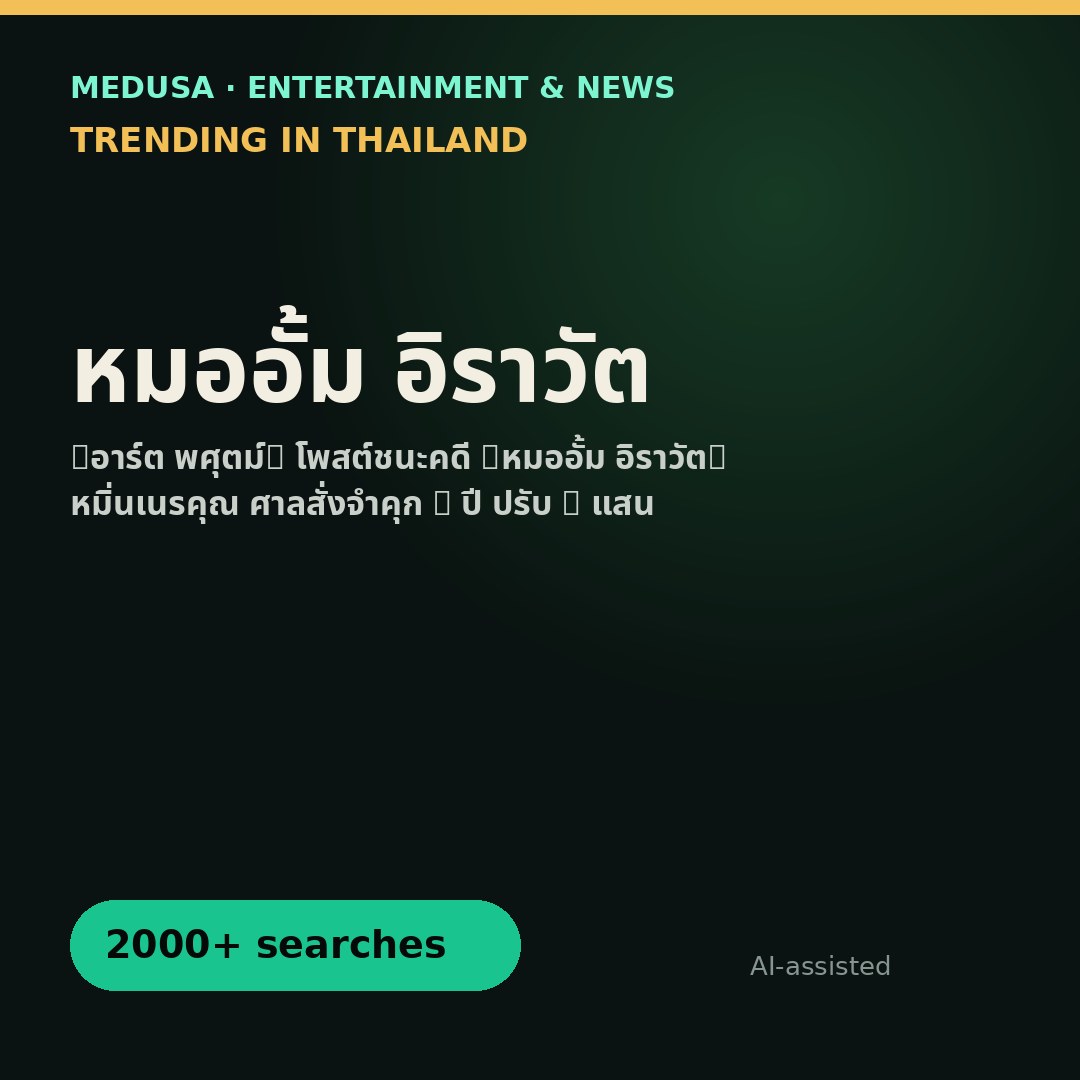 MEDUSA · ENTERTAINMENT & NEWS
TRENDING IN THAILAND
หมออั้ม อิราวัต
▯อาร์ต พศุตม์▯ โพสต์ชนะคดี ▯หมออั้ม อิราวัต▯
หมิ่นเนรคุณ ศาลสั่งจำคุก ▯ ปี ปรับ ▯ แสน
2000+ searches
AI-assisted